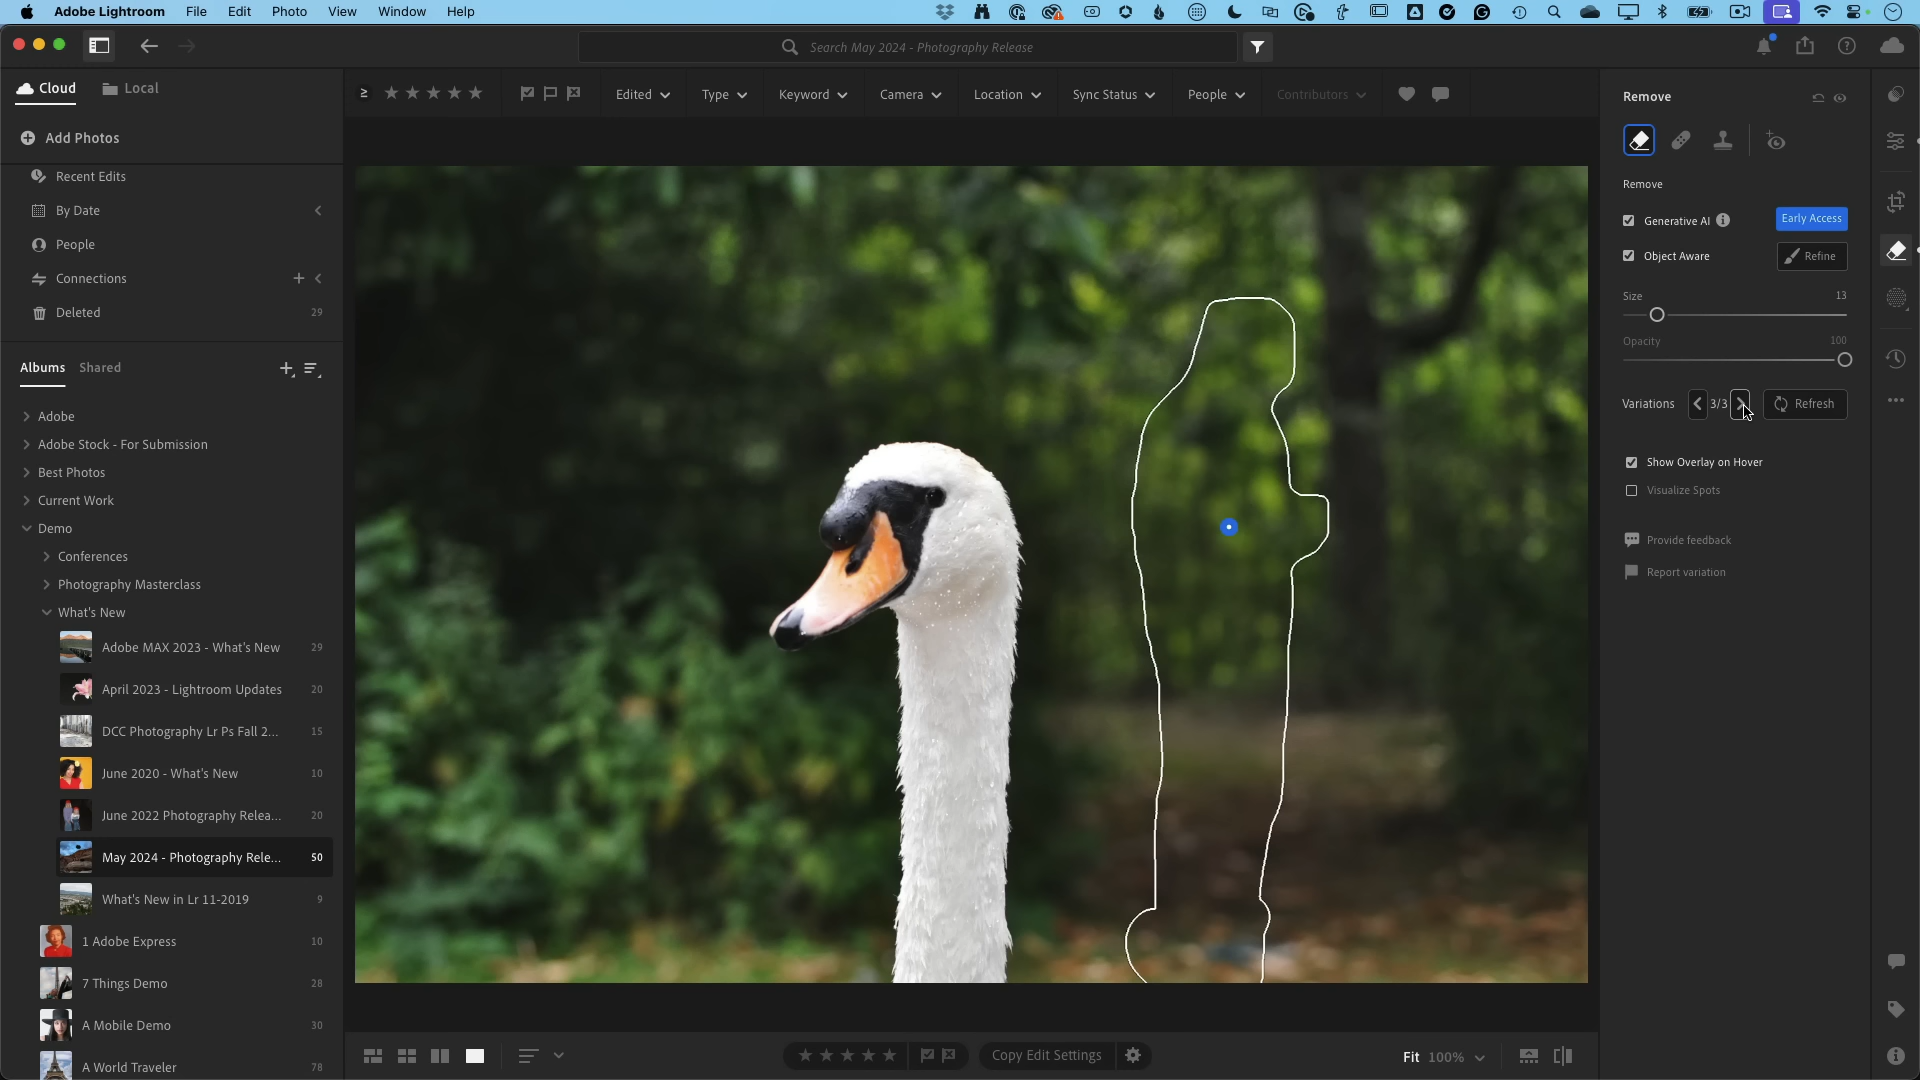 Adobe Lightroom File Edit Photo View Window Help
Search May 2024 - Photography Release
Cloud Local
Add Photos
Recent Edits
By Date
People
Connections
Deleted 29
Albums Shared
Adobe
Adobe Stock - For Submission
Best Photos
Current Work
Demo
Conferences
Photography Masterclass
What's New
Adobe MAX 2023 - What's New 29
April 2023 - Lightroom Updates 20
DCC Photography Lr Ps Fall 2... 15
June 2020 - What's New 10
June 2022 Photography Relea... 20
May 2024 - Photography Rele... 50
What's New in Lr 11-2019 9
1 Adobe Express 10
7 Things Demo 28
A Mobile Demo 30
A World Traveler 78
≥ Edited Type Keyword Camera Location Sync Status People Contributors
Copy Edit Settings
Fit 100%
Remove
Remove
Generative AI Early Access
Object Aware Refine
Size 13
Opacity 100
Variations 3/3 Refresh
Show Overlay on Hover
Visualize Spots
Provide feedback
Report variation